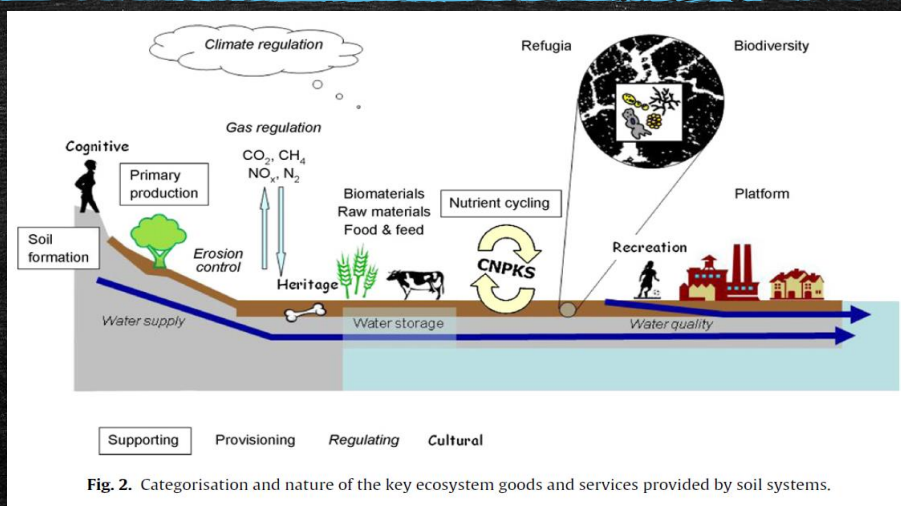 Climate regulation
Refugia
Biodiversity
Gas regulation
CO₂, CH₄
NOₓ, N₂
Cognitive
Primary
production
Biomaterials
Raw materials
Food & feed
Nutrient cycling
Platform
Soil
formation
Erosion
control
Heritage
CNPKS
Recreation
Water supply
Water storage
Water quality
Supporting
Provisioning
Regulating
Cultural
Fig. 2. Categorisation and nature of the key ecosystem goods and services provided by soil systems.